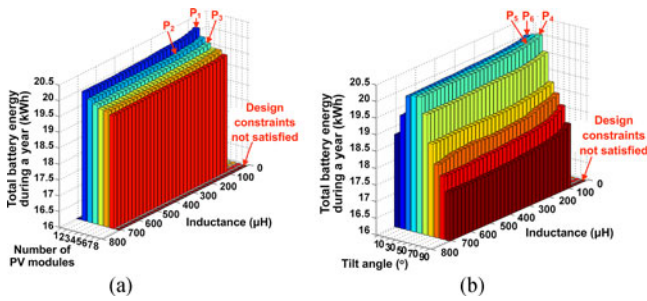 P1
P2
P3
20.5
20
19.5
19
18.5
18
17.5
17
16.5
16
Total battery energy
during a year (kWh)
Design
constraints
not satisfied
0
100
200
300
400
500
600
700
800
Inductance (µH)
12345678
Number of
PV modules
(a)
P5 P6 P4
20.5
20
19.5
19
18.5
18
17.5
17
16.5
16
Total battery energy
during a year (kWh)
Design
constraints
not satisfied
0
100
200
300
400
500
600
700
800
Inductance (µH)
10
30
50
70
90
Tilt angle (°)
(b)